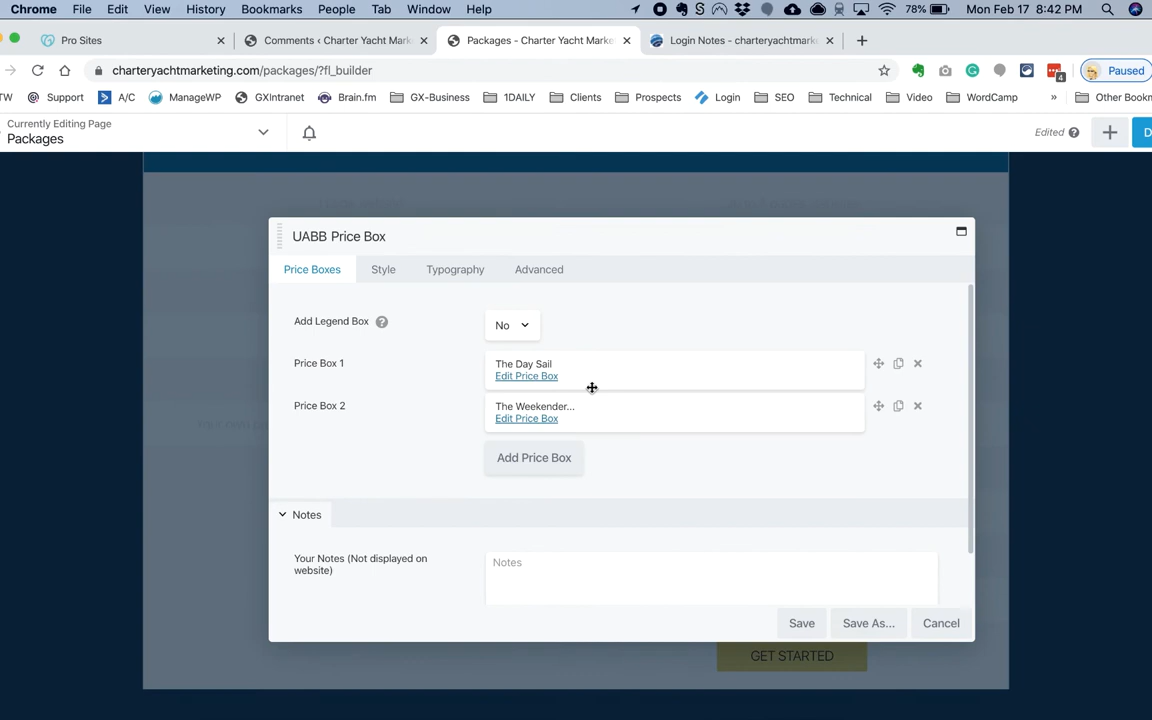 Chrome File Edit View History Bookmarks People Tab Window Help 78% Mon Feb 17 8:42 PM
Pro Sites Comments ‹ Charter Yacht Mark Packages - Charter Yacht Marke Login Notes - charteryachtmark
charteryachtmarketing.com/packages/?fl_builder Paused
TW Support A/C ManageWP GXIntranet Brain.fm GX-Business 1DAILY Clients Prospects Login SEO Technical Video WordCamp » Other Bookm
Currently Editing Page
Packages
Edited
D
UABB Price Box
Price Boxes Style Typography Advanced
Add Legend Box No
Price Box 1 The Day Sail
Edit Price Box
Price Box 2 The Weekender...
Edit Price Box
Add Price Box
Notes
Your Notes (Not displayed on
website)
Notes
Save Save As... Cancel
GET STARTED